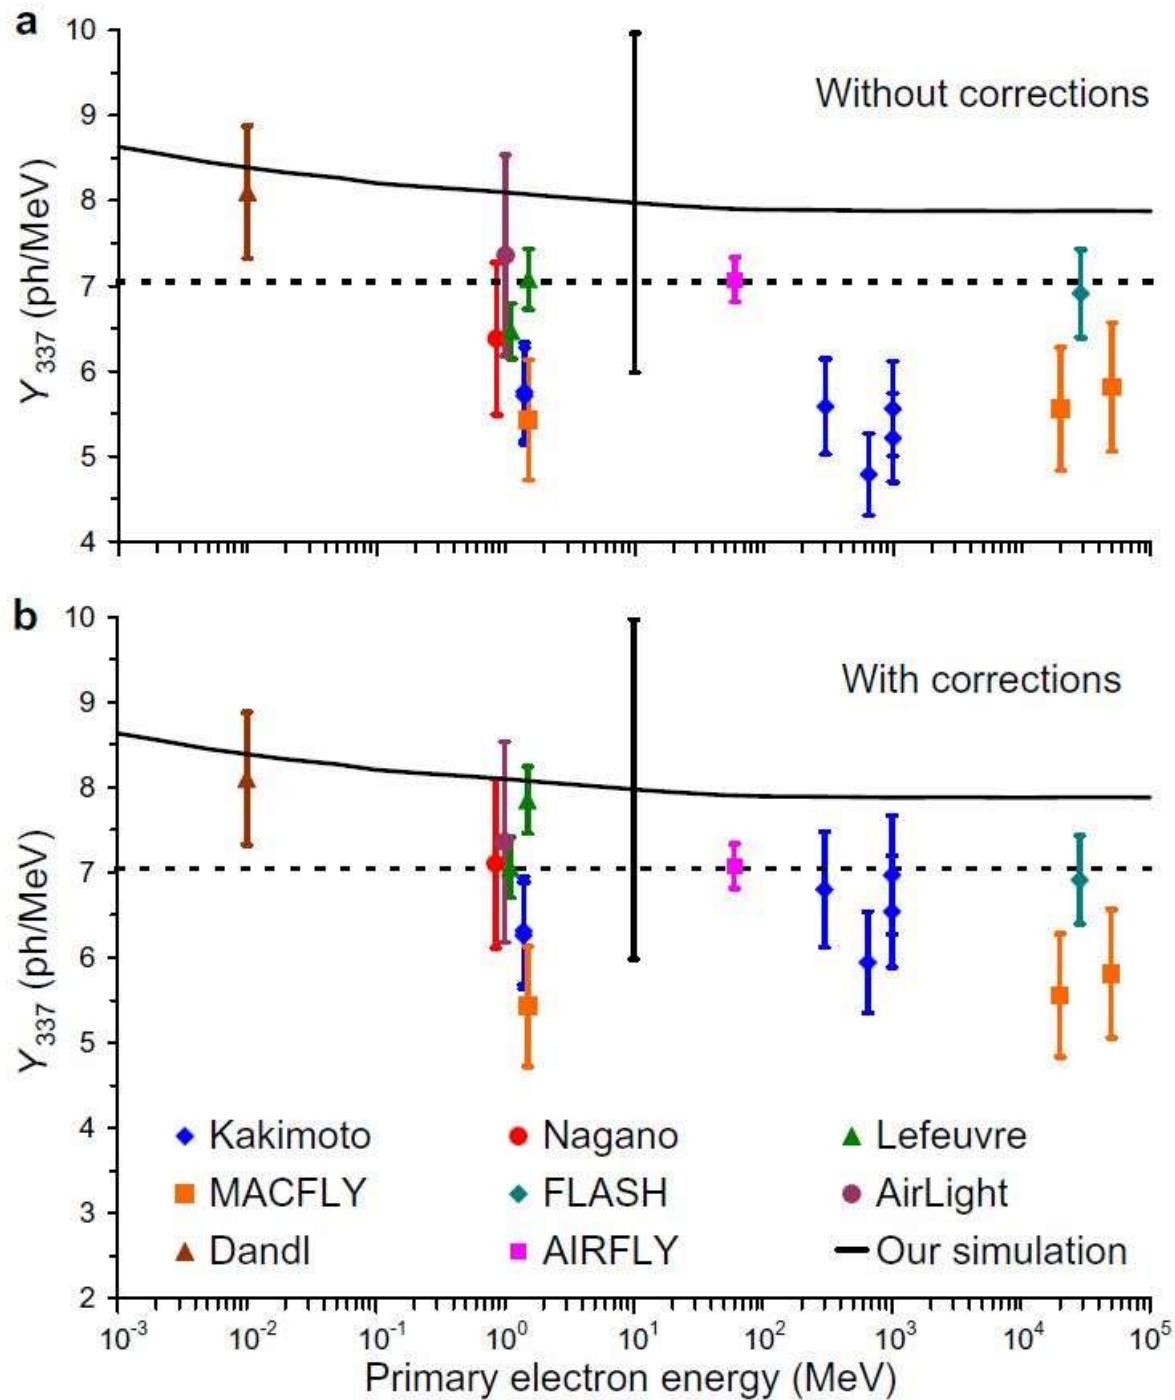 a
Without corrections
10
9
8
7
6
5
4
Y337 (ph/MeV)
b
With corrections
10
9
8
7
6
5
4
3
2
Y337 (ph/MeV)
Kakimoto Nagano Lefeuvre
MACFLY FLASH AirLight
Dandl AIRFLY Our simulation
10-3 10-2 10-1 100 101 102 103 104 105
Primary electron energy (MeV)